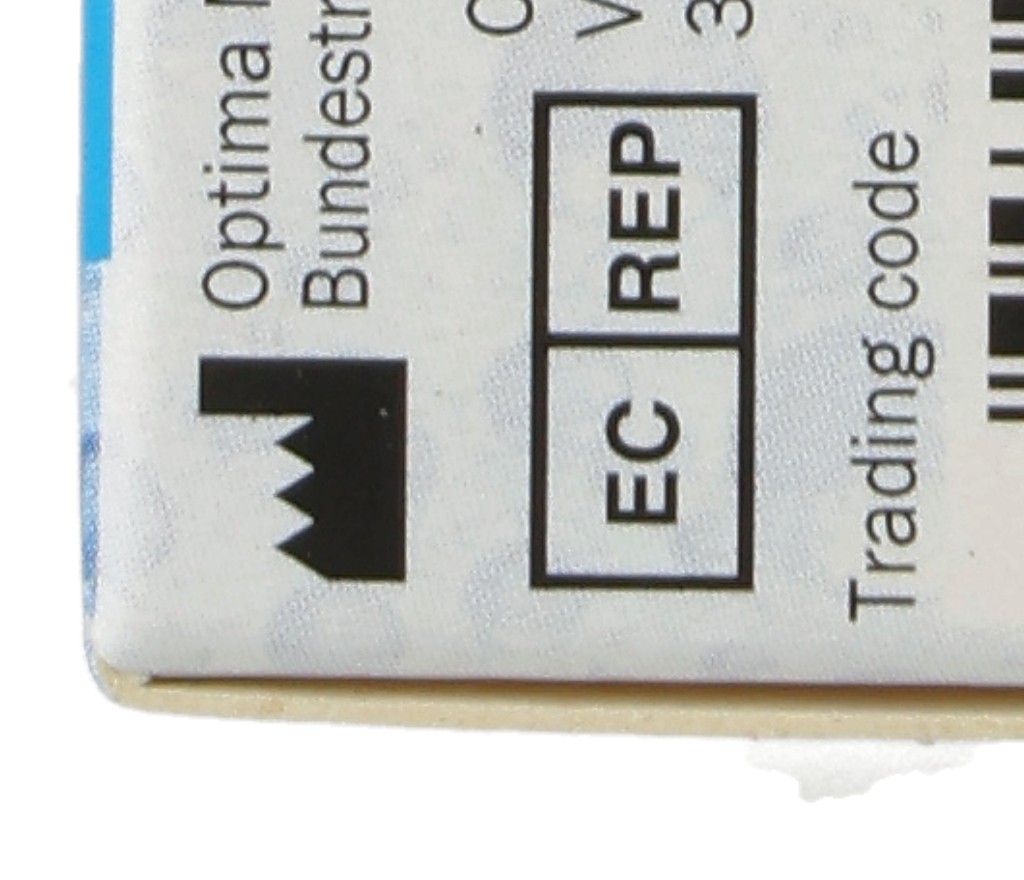 Optima
Bundestr
EC REP
Trading code